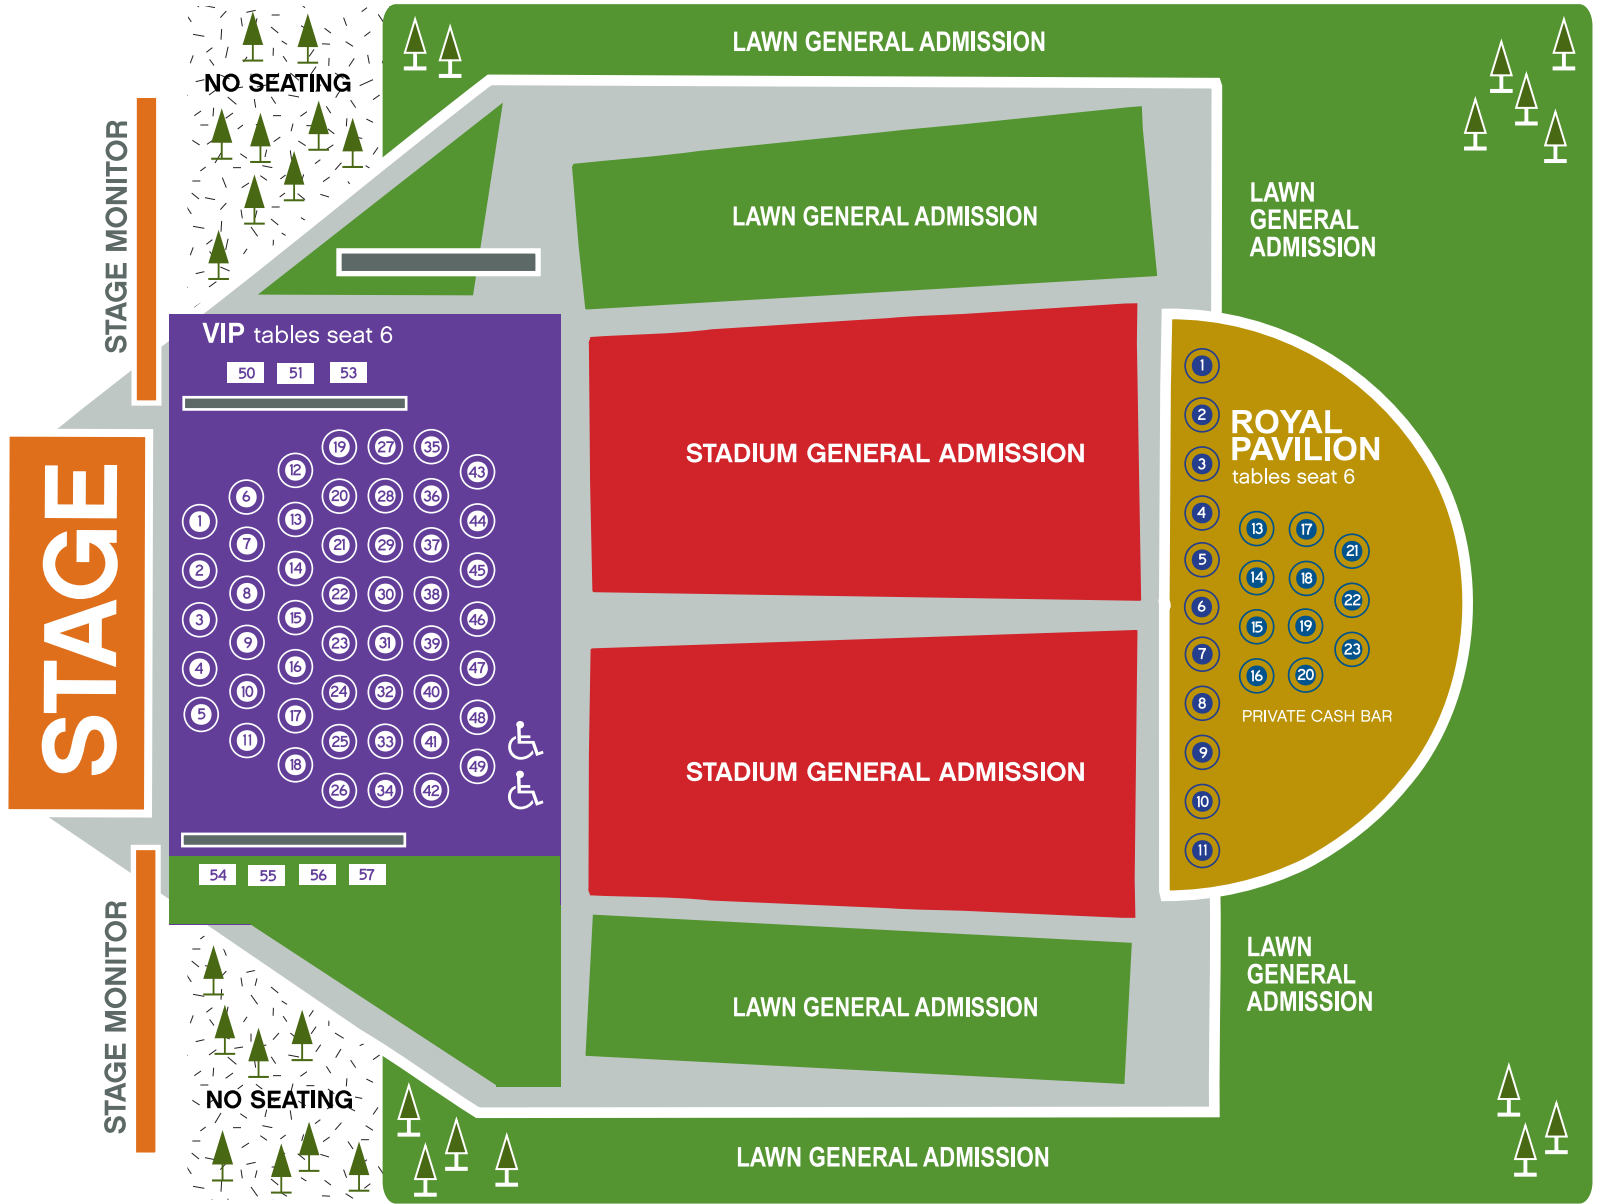 LAWN GENERAL ADMISSION
NO SEATING
STAGE MONITOR
LAWN GENERAL ADMISSION
LAWN
GENERAL
ADMISSION
VIP tables seat 6
50 51 53
STAGE
1
2
3
4
5
6
7
8
9
10
11
12
13
14
15
16
17
18
19
20
21
22
23
24
25
26
27
28
29
30
31
32
33
34
35
36
37
38
39
40
41
42
43
44
45
46
47
48
49
54 55 56 57
STADIUM GENERAL ADMISSION
STADIUM GENERAL ADMISSION
ROYAL
PAVILION
tables seat 6
1
2
3
4
5
6
7
8
9
10
11
13
14
15
16
17
18
19
20
21
22
23
PRIVATE CASH BAR
STAGE MONITOR
NO SEATING
LAWN GENERAL ADMISSION
LAWN
GENERAL
ADMISSION
LAWN GENERAL ADMISSION